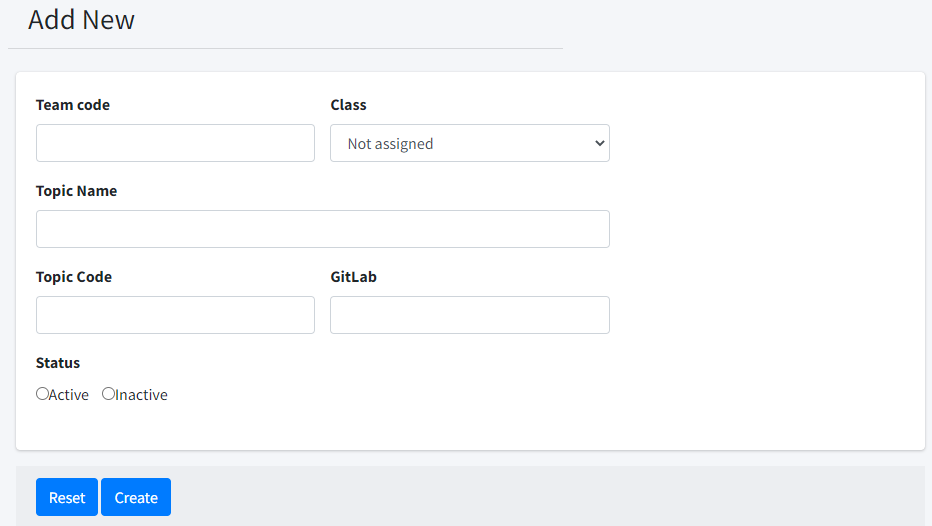 Add New
Team code Class
Not assigned
Topic Name
Topic Code GitLab
Status
Active Inactive
Reset Create